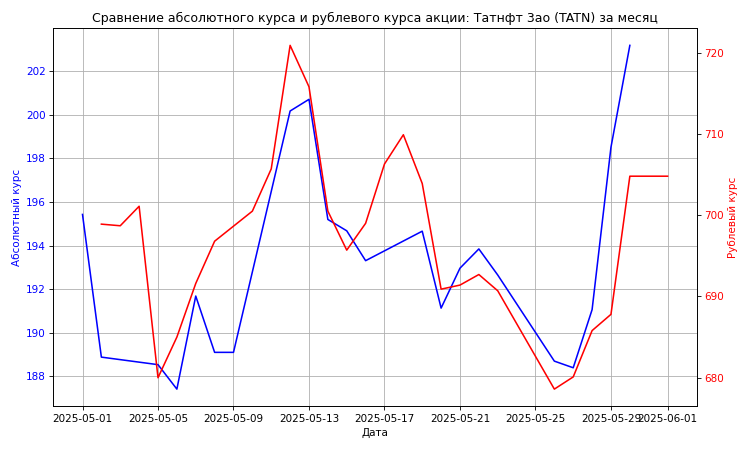 Сравнение абсолютного курса и рублевого курса акции: Татнфт 3ао (TATN) за месяц
Абсолютный курс
202
200
198
196
194
192
190
188
720
710
700
690
680
Рублевый курс
2025-05-01 2025-05-05 2025-05-09 2025-05-13 2025-05-17 2025-05-21 2025-05-25 2025-05-29 2025-06-01
Дата